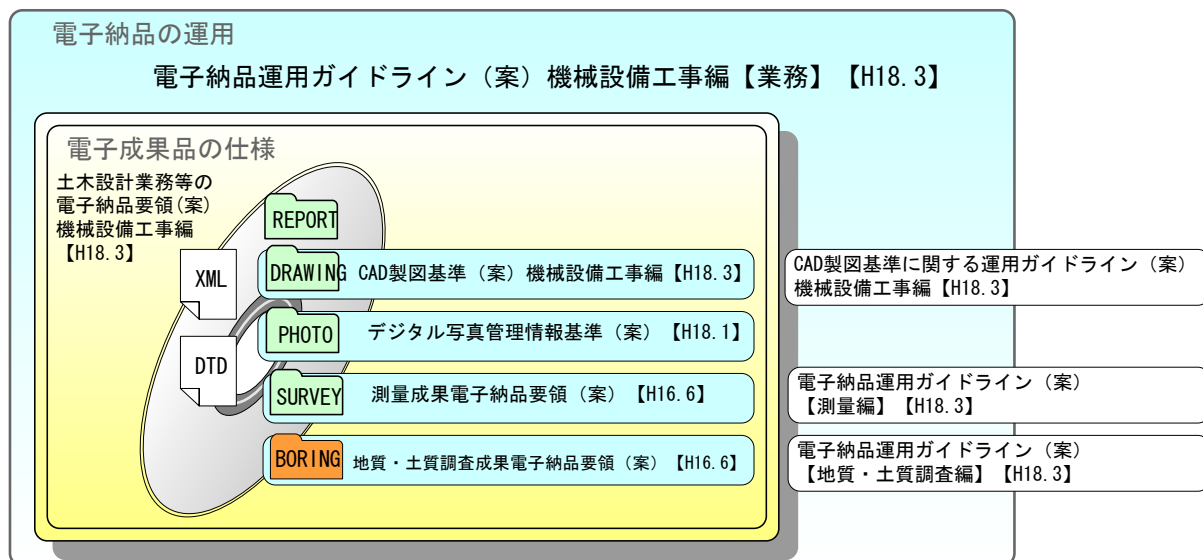 電子納品の運用
電子納品運用ガイドライン（案）機械設備工事編【業務】【H18.3】
電子成果品の仕様
土木設計業務等の
電子納品要領(案)
機械設備工事編
【H18.3】
XML
DTD
REPORT
DRAWING CAD製図基準（案）機械設備工事編【H18.3】
CAD製図基準に関する運用ガイドライン（案）
機械設備工事編【H18.3】
PHOTO デジタル写真管理情報基準（案）【H18.1】
SURVEY 測量成果電子納品要領（案）【H16.6】
電子納品運用ガイドライン（案）
【測量編】【H18.3】
BORING 地質・土質調査成果電子納品要領（案）【H16.6】
電子納品運用ガイドライン（案）
【地質・土質調査編】【H18.3】